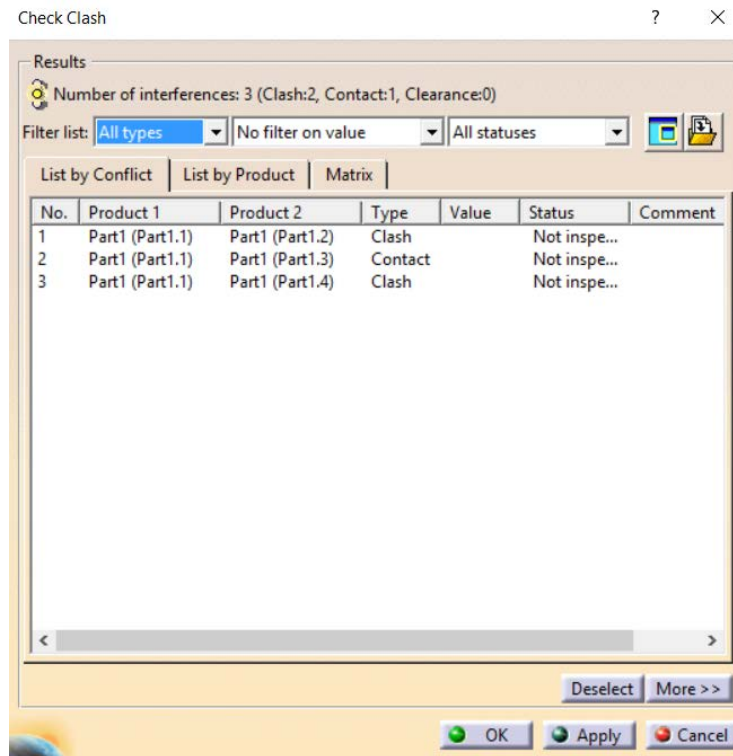 Check Clash ? ×
Results
Number of interferences: 3 (Clash:2, Contact:1, Clearance:0)
Filter list: All types No filter on value All statuses
List by Conflict List by Product Matrix
No. Product 1 Product 2 Type Value Status Comment
1 Part1 (Part1.1) Part1 (Part1.2) Clash Not inspe...
2 Part1 (Part1.1) Part1 (Part1.3) Contact Not inspe...
3 Part1 (Part1.1) Part1 (Part1.4) Clash Not inspe...
Deselect More >>
OK Apply Cancel